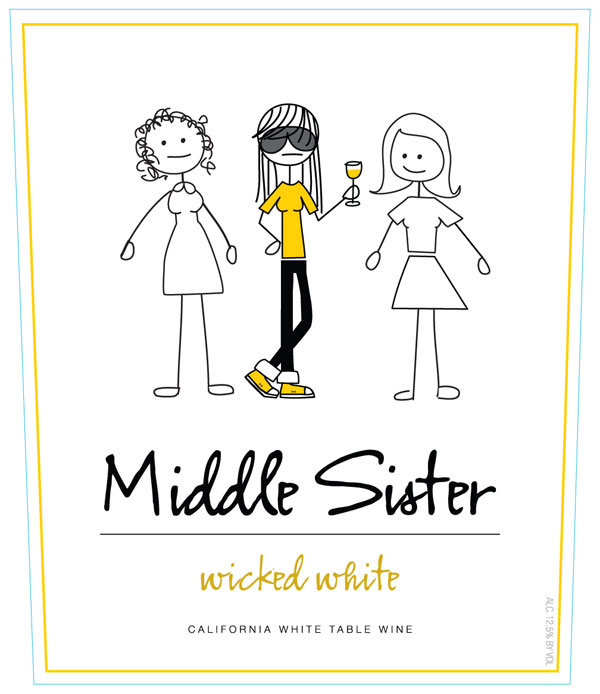 Middle Sister
wicked white
CALIFORNIA WHITE TABLE WINE
ALC. 12.5% BY VOL